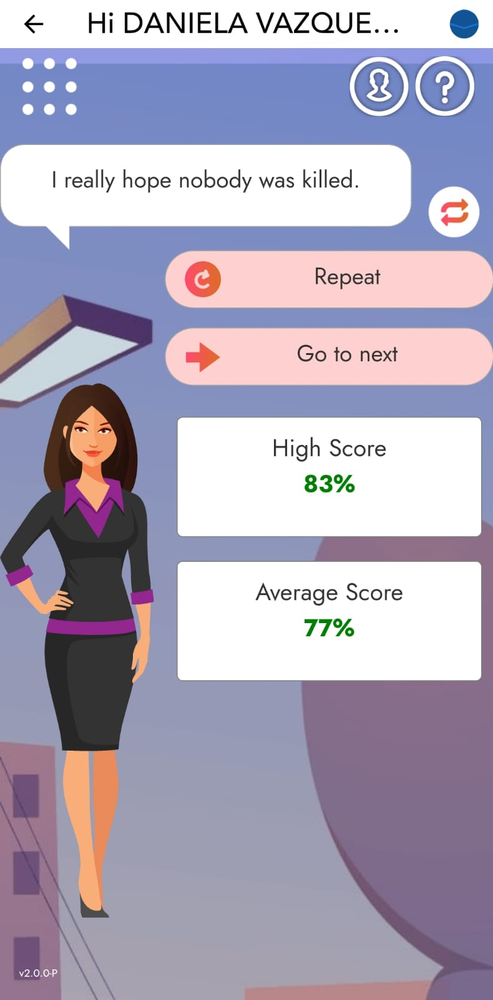 Hi DANIELA VAZQUE...
I really hope nobody was killed.
Repeat
Go to next
High Score
83%
Average Score
77%
v2.0.0-P